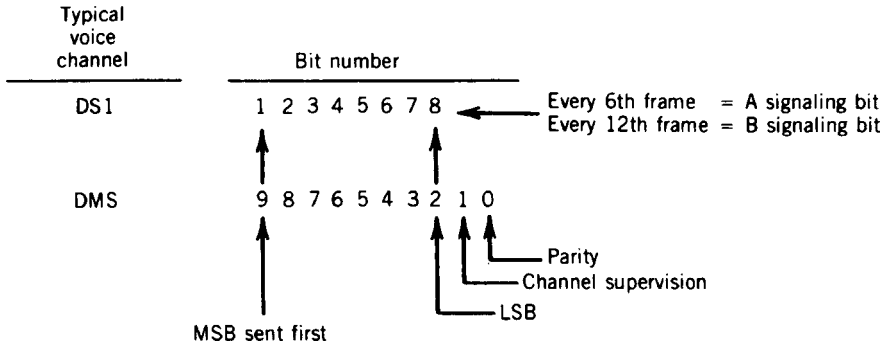 Typical
voice
channel
Bit number
DS1
1 2 3 4 5 6 7 8
Every 6th frame = A signaling bit
Every 12th frame = B signaling bit
DMS
9 8 7 6 5 4 3 2 1 0
Parity
Channel supervision
LSB
MSB sent first